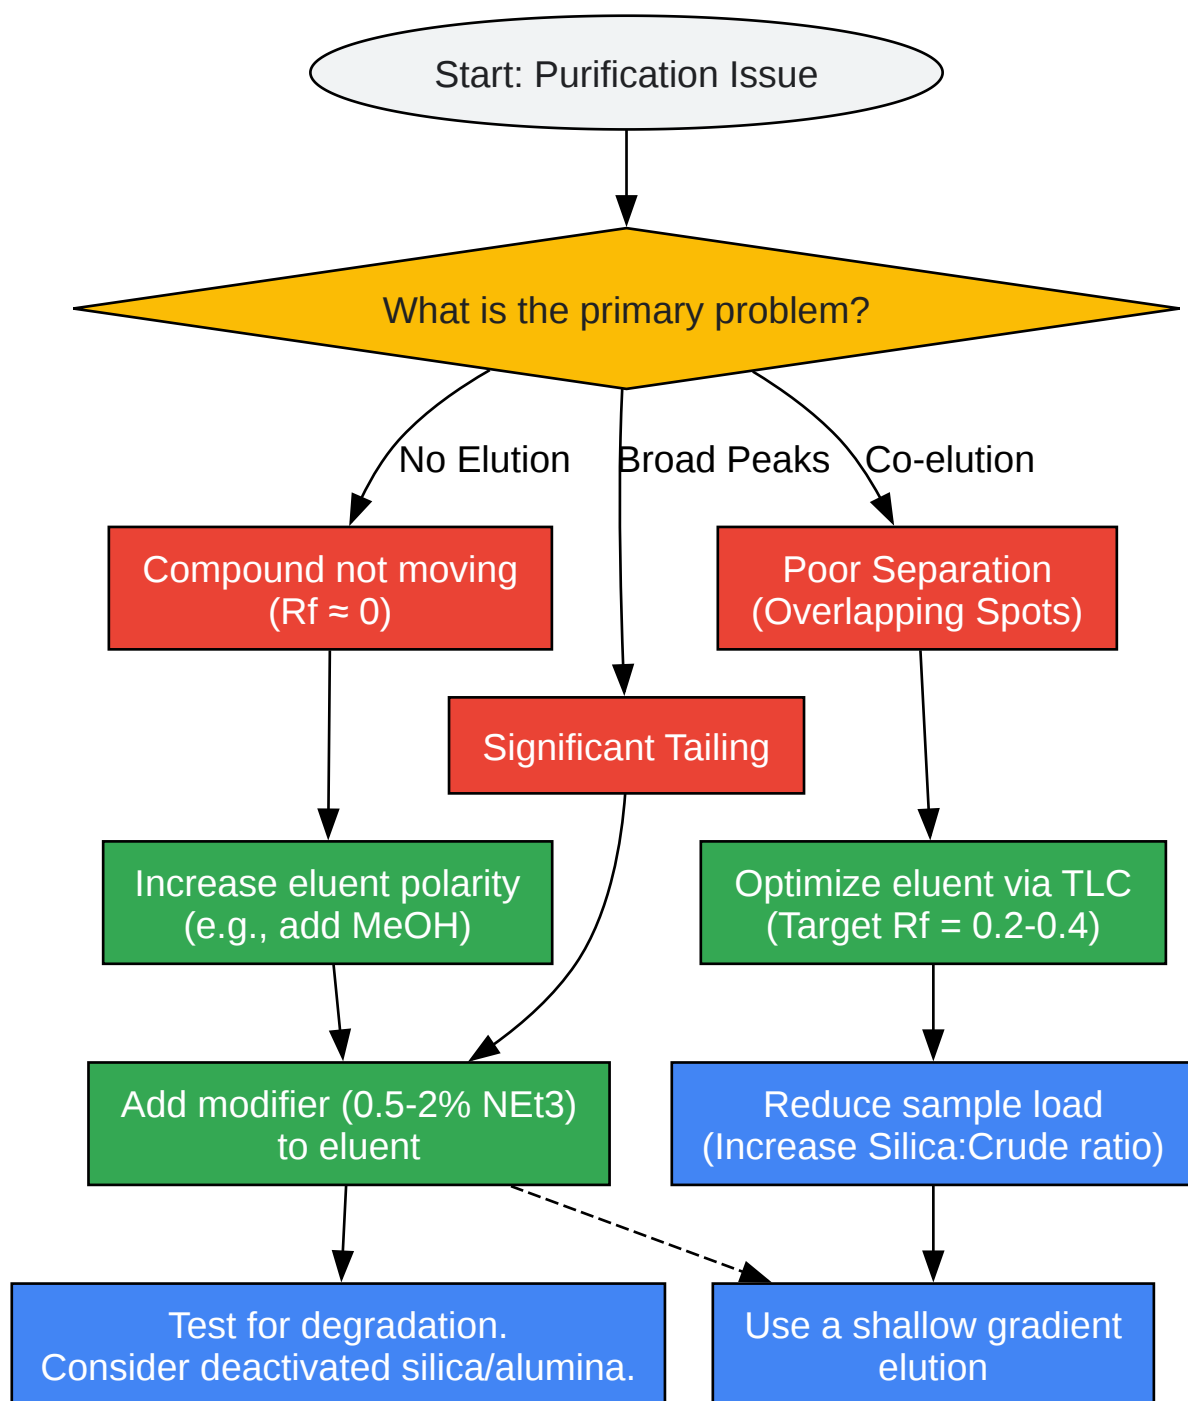 Start: Purification Issue
What is the primary problem?
No Elution
Broad Peaks
Co-elution
Compound not moving
(Rf ≈ 0)
Poor Separation
(Overlapping Spots)
Significant Tailing
Increase eluent polarity
(e.g., add MeOH)
Optimize eluent via TLC
(Target Rf = 0.2-0.4)
Add modifier (0.5-2% NEt3)
to eluent
Reduce sample load
(Increase Silica:Crude ratio)
Test for degradation.
Consider deactivated silica/alumina.
Use a shallow gradient
elution